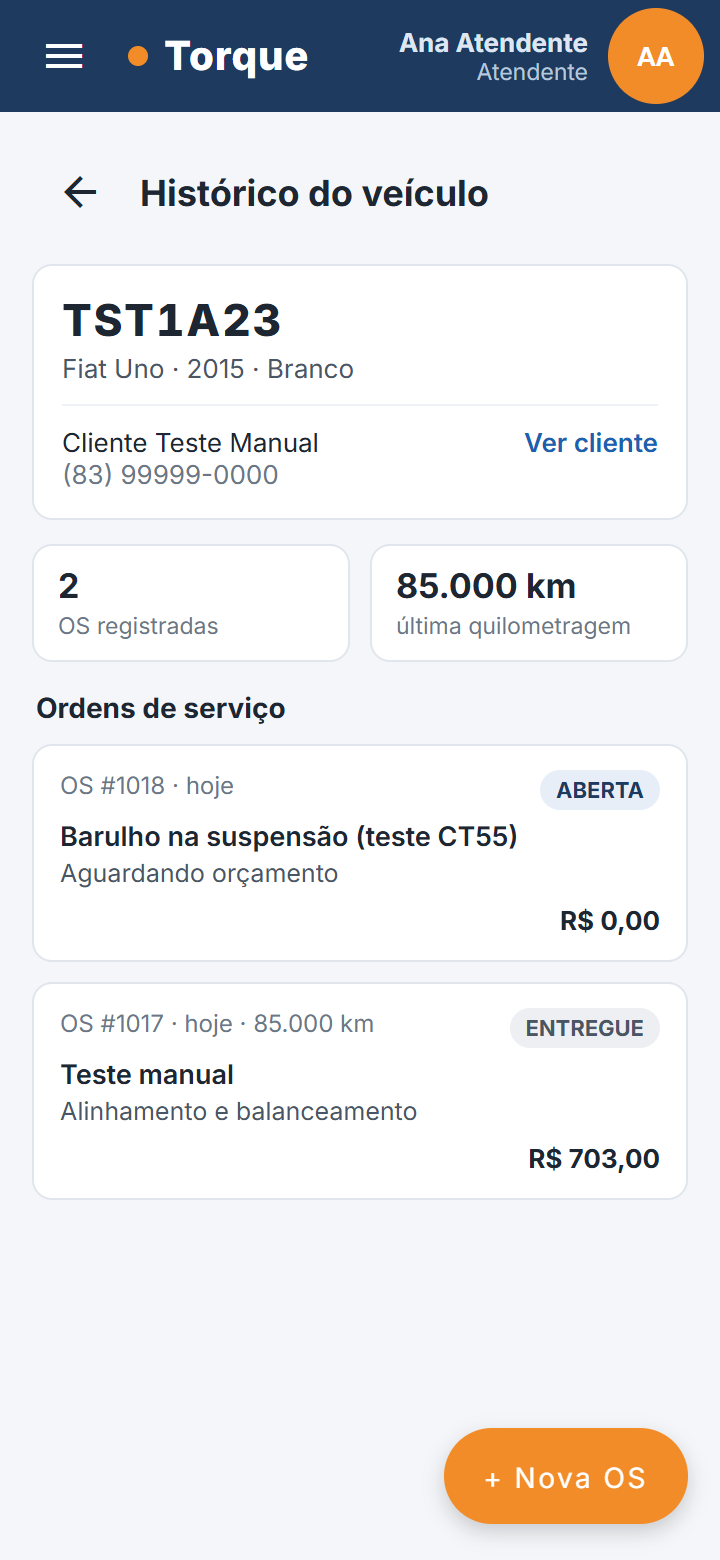 Torque
Ana Atendente
Atendente
AA
Histórico do veículo
TST1A23
Fiat Uno · 2015 · Branco
Cliente Teste Manual
Ver cliente
(83) 99999-0000
2
OS registradas
85.000 km
última quilometragem
Ordens de serviço
OS #1018 · hoje
ABERTA
Barulho na suspensão (teste CT55)
Aguardando orçamento
R$ 0,00
OS #1017 · hoje · 85.000 km
ENTREGUE
Teste manual
Alinhamento e balanceamento
R$ 703,00
+ Nova OS